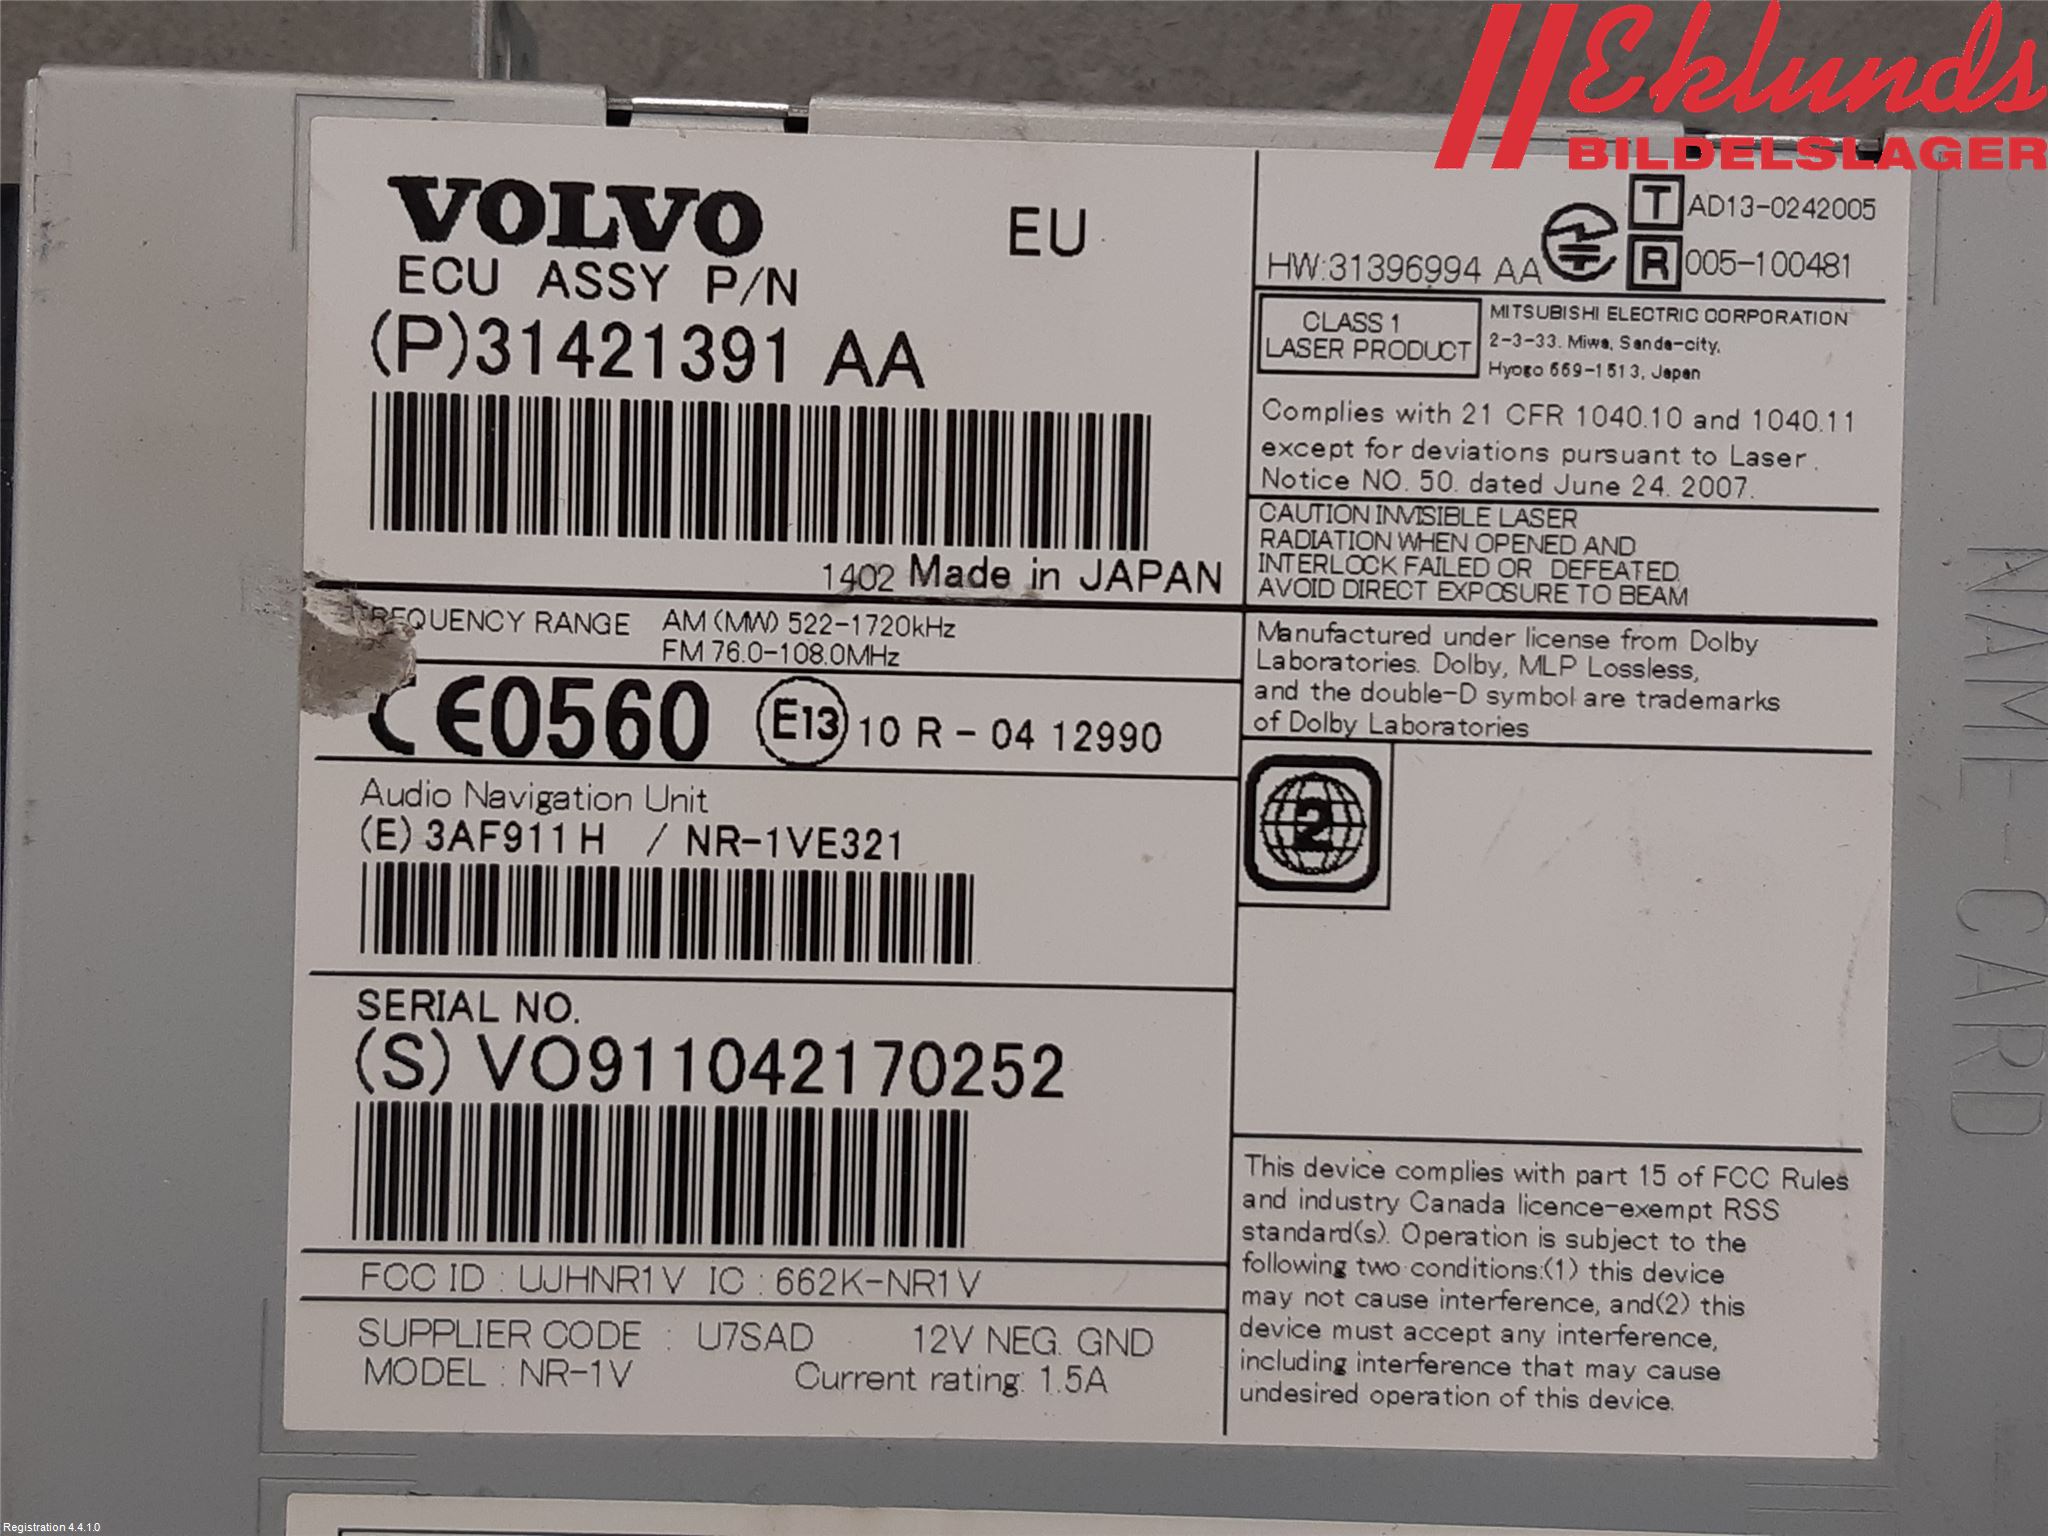 Eklunds
BILDELSLAGER
VOLVO
EU
ECU ASSY P/N
(P)31421391 AA
1402 Made in JAPAN
FREQUENCY RANGE AM (MW) 522-1720kHz
FM 76.0-108.0MHz
CE0560 E13 10 R - 04 12990
Audio Navigation Unit
(E) 3AF911H / NR-1VE321
SERIAL NO.
(S) VO911042170252
FCC ID : UJHNR1V IC : 662K-NR1V
SUPPLIER CODE : U7SAD 12V NEG. GND
MODEL : NR-1V Current rating: 1.5A
T AD13-0242005
HW:31396994 AA R 005-100481
CLASS 1
LASER PRODUCT
MITSUBISHI ELECTRIC CORPORATION
2-3-33. Miwa, Sanda-city,
Hyogo 669-1513, Japan
Complies with 21 CFR 1040.10 and 1040.11
except for deviations pursuant to Laser.
Notice NO. 50. dated June 24. 2007.
CAUTION INVISIBLE LASER
RADIATION WHEN OPENED AND
INTERLOCK FAILED OR DEFEATED.
AVOID DIRECT EXPOSURE TO BEAM
Manufactured under license from Dolby
Laboratories. Dolby, MLP Lossless,
and the double-D symbol are trademarks
of Dolby Laboratories
2
This device complies with part 15 of FCC Rules
and industry Canada licence-exempt RSS
standard(s). Operation is subject to the
following two conditions:(1) this device
may not cause interference, and(2) this
device must accept any interference,
including interference that may cause
undesired operation of this device.
NAME-CARD
Registration 4.4.1.0